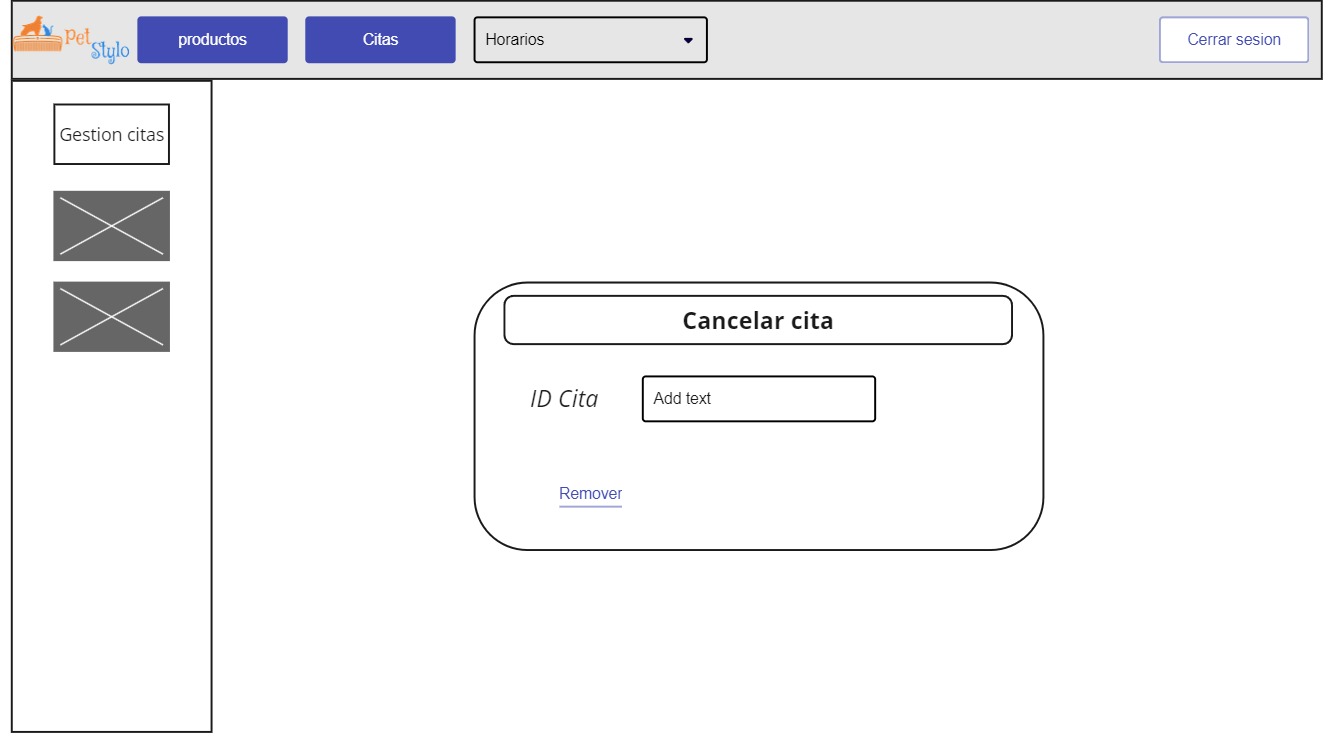 pet
Stylo
productos
Citas
Horarios
Cerrar sesion
Gestion citas
Cancelar cita
ID Cita
Add text
Remover